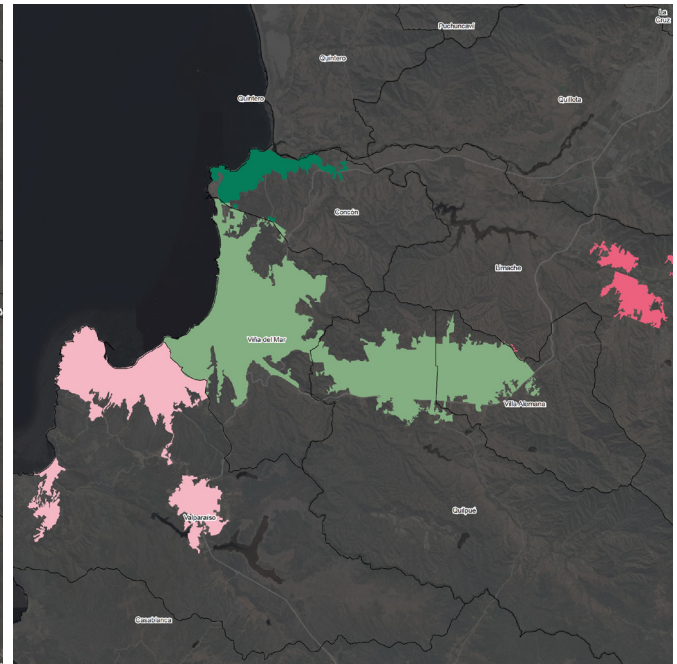 La
Cruz
Puchuncaví
Quintero
Quintero
Quillota
Concón
Limache
Viña del Mar
Villa Alemana
Quilpué
Valparaíso
Casablanca